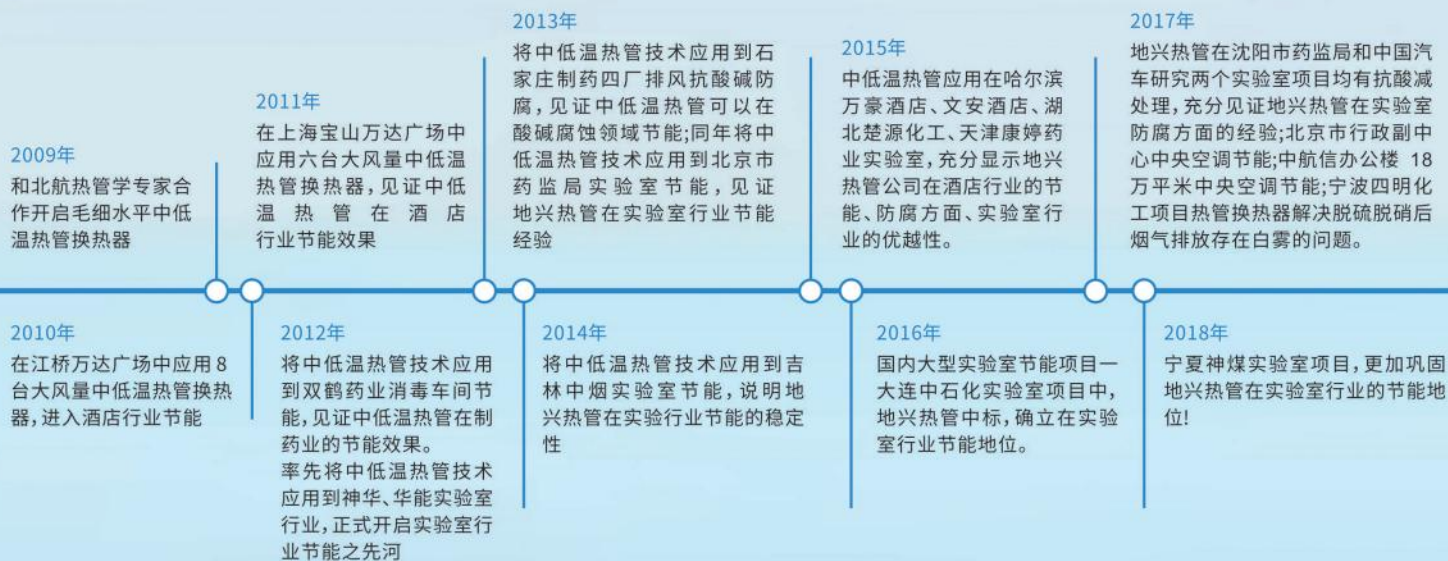 2009年
和北航热管学专家合
作开启毛细水平中低
温热管换热器
2010年
在江桥万达广场中应用8
台大风量中低温热管换热
器,进入酒店行业节能
2011年
在上海宝山万达广场中
应用六台大风量中低温
热管换热器,见证中低
温热管在酒店
行业节能效果
2012年
将中低温热管技术应用
到双鹤药业消毒车间节
能,见证中低温热管在制
药业的节能效果。
率先将中低温热管技术
应用到神华、华能实验室
行业,正式开启实验室行
业节能之先河
2013年
将中低温热管技术应用到石
家庄制药四厂排风抗酸碱防
腐,见证中低温热管可以在
酸碱腐蚀领域节能;同年将中
低温热管技术应用到北京市
药监局实验室节能,见证
地兴热管在实验室行业节能
经验
2014年
将中低温热管技术应用到吉
林中烟实验室节能,说明地
兴热管在实验行业节能的稳定
性
2015年
中低温热管应用在哈尔滨
万豪酒店、文安酒店、湖
北楚源化工、天津康婷药
业实验室,充分显示地兴
热管公司在酒店行业的节
能、防腐方面、实验室行
业的优越性。
2016年
国内大型实验室节能项目一
大连中石化实验室项目中,
地兴热管中标,确立在实验
室行业节能地位。
2017年
地兴热管在沈阳市药监局和中国汽
车研究两个实验室项目均有抗酸减
处理,充分见证地兴热管在实验室
防腐方面的经验;北京市行政副中
心中央空调节能;中航信办公楼 18
万平米中央空调节能;宁波四明化
工项目热管换热器解决脱硫脱硝后
烟气排放存在白雾的问题。
2018年
宁夏神煤实验室项目,更加巩固
地兴热管在实验室行业的节能地
位!